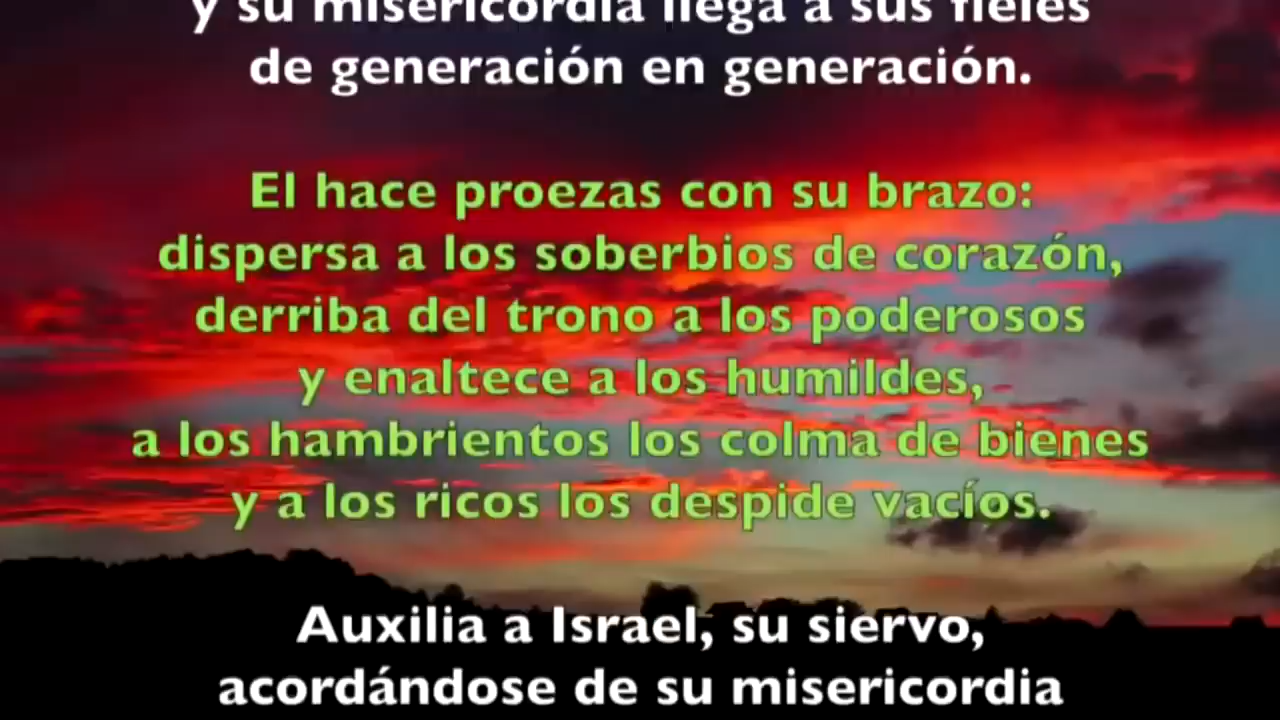 y su misericordia llega a sus fieles
de generación en generación.
El hace proezas con su brazo:
dispersa a los soberbios de corazón,
derriba del trono a los poderosos
y enaltece a los humildes,
a los hambrientos los colma de bienes
y a los ricos los despide vacíos.
Auxilia a Israel, su siervo,
acordándose de su misericordia